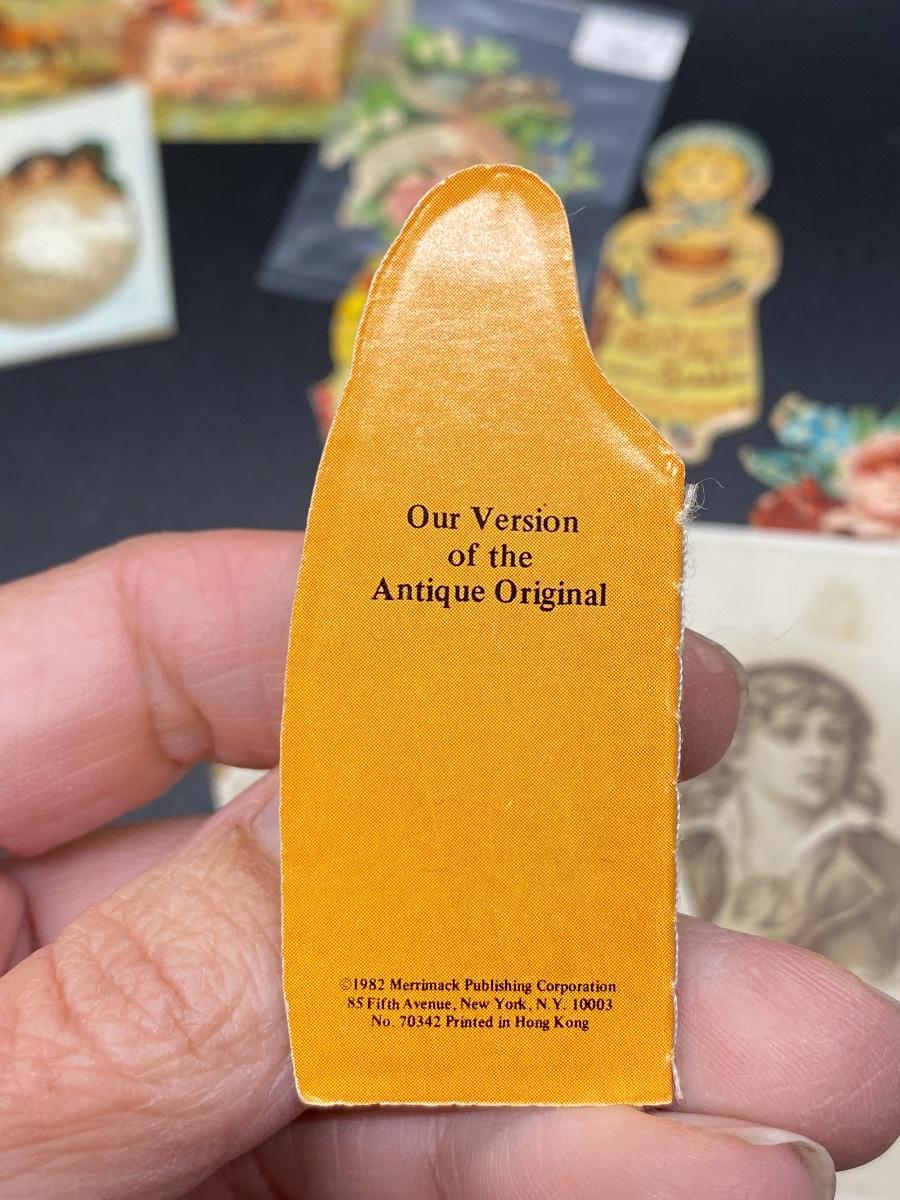 Our Version
of the
Antique Original
©1982 Merrimack Publishing Corporation
85 Fifth Avenue, New York, N.Y. 10003
No. 70342 Printed in Hong Kong